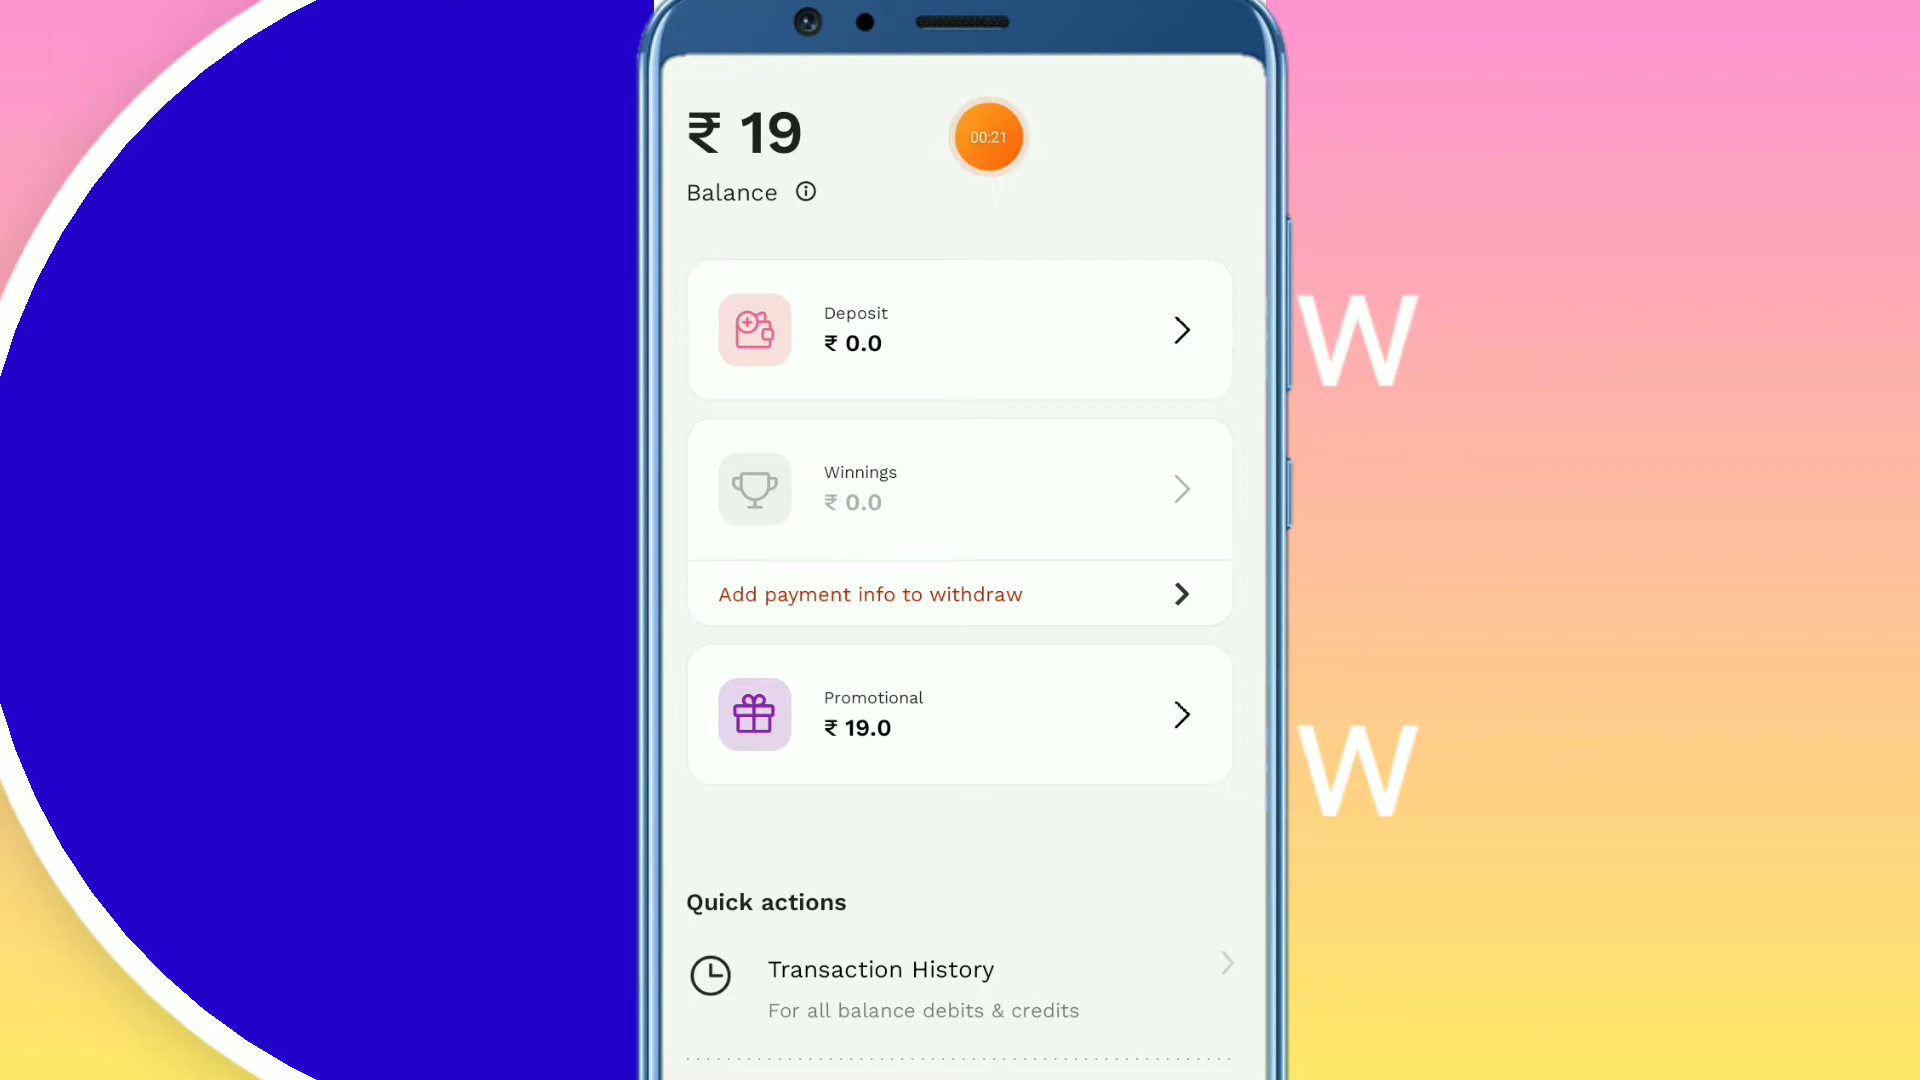 ₹ 19
00:21
Balance
Deposit
₹ 0.0
W
Winnings
₹ 0.0
Add payment info to withdraw
Promotional
₹ 19.0
W
Quick actions
Transaction History
For all balance debits & credits